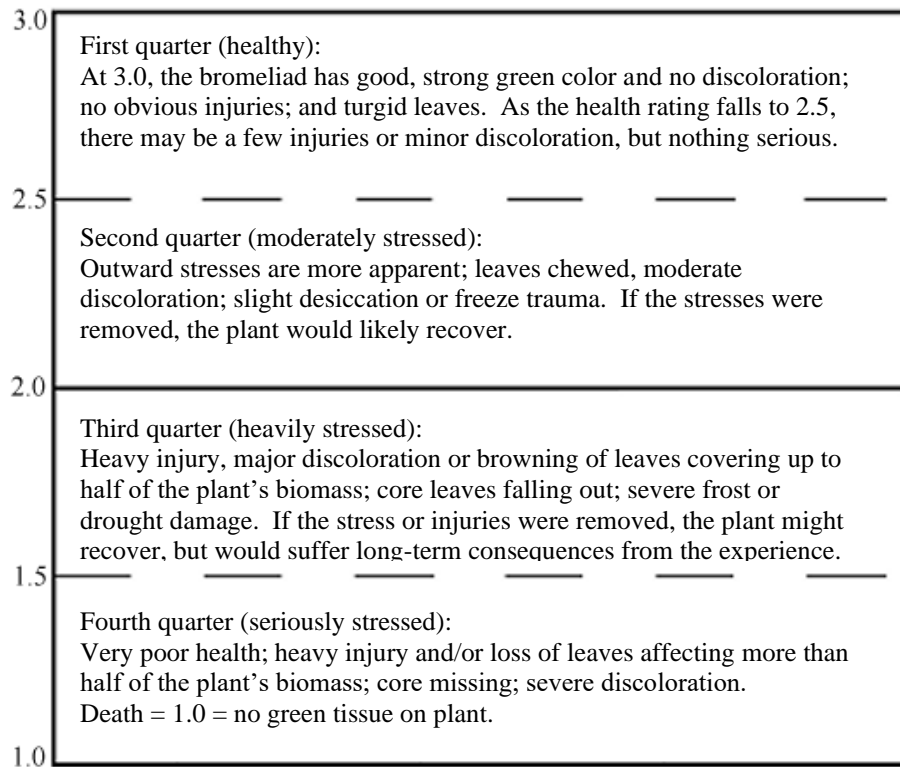 3.0
First quarter (healthy):
At 3.0, the bromeliad has good, strong green color and no discoloration;
no obvious injuries; and turgid leaves. As the health rating falls to 2.5,
there may be a few injuries or minor discoloration, but nothing serious.
2.5
Second quarter (moderately stressed):
Outward stresses are more apparent; leaves chewed, moderate
discoloration; slight desiccation or freeze trauma. If the stresses were
removed, the plant would likely recover.
2.0
Third quarter (heavily stressed):
Heavy injury, major discoloration or browning of leaves covering up to
half of the plant's biomass; core leaves falling out; severe frost or
drought damage. If the stress or injuries were removed, the plant might
recover, but would suffer long-term consequences from the experience.
1.5
Fourth quarter (seriously stressed):
Very poor health; heavy injury and/or loss of leaves affecting more than
half of the plant's biomass; core missing; severe discoloration.
Death = 1.0 = no green tissue on plant.
1.0